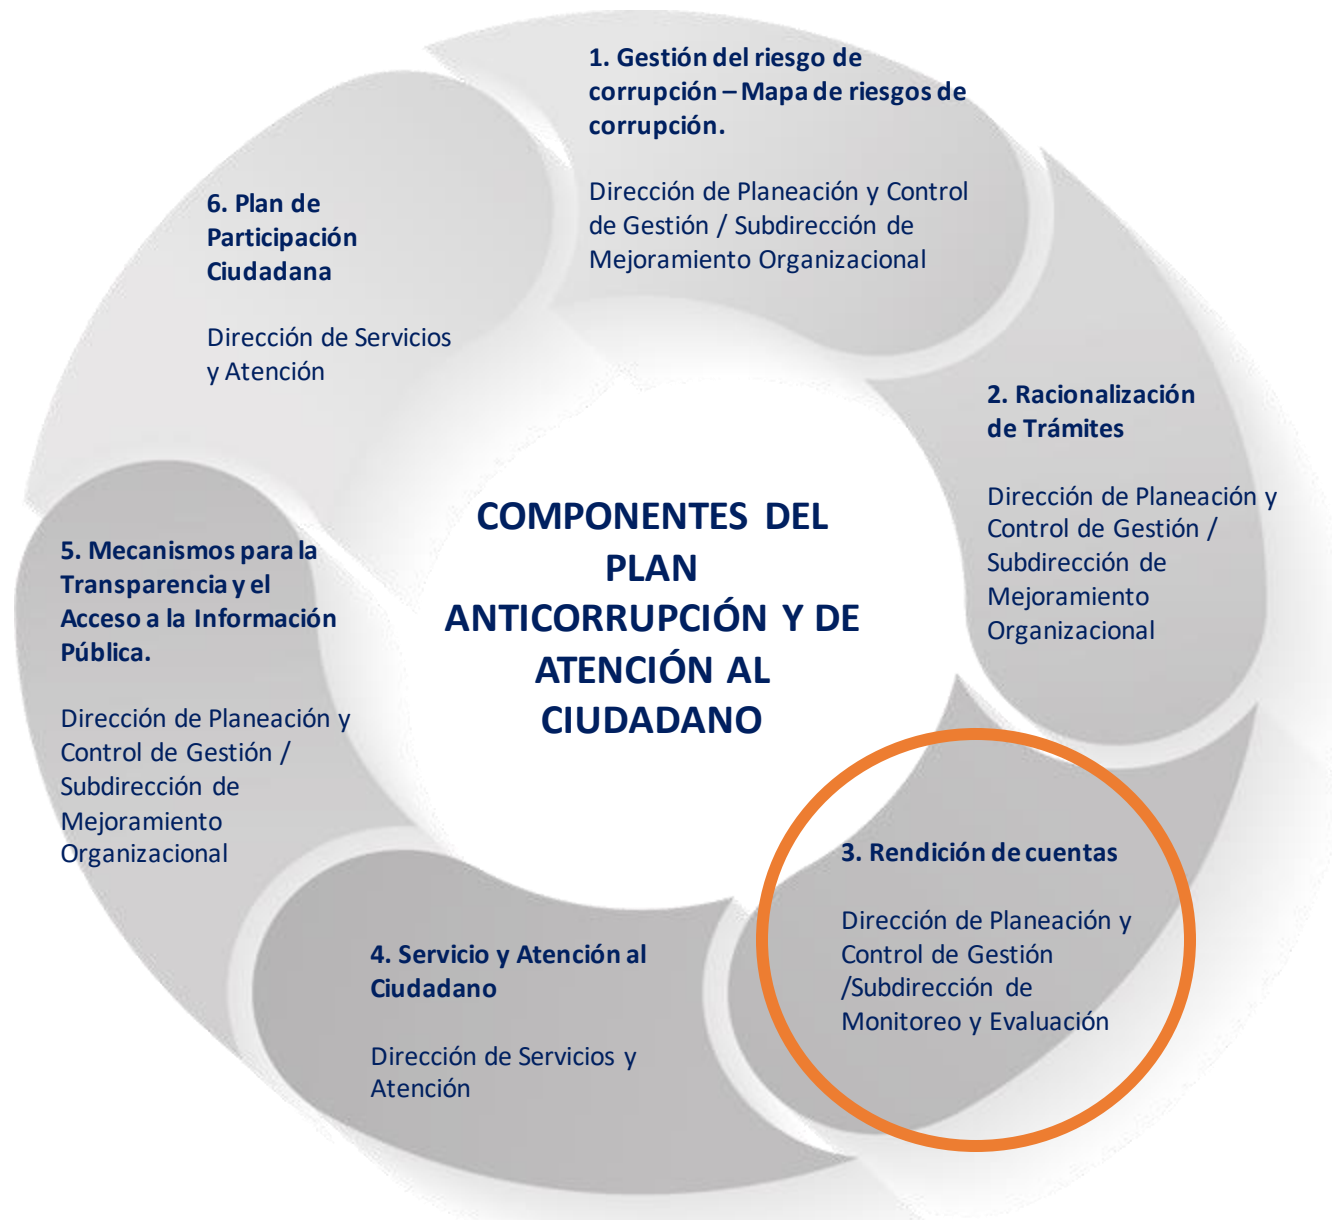 1. Gestión del riesgo de
corrupción – Mapa de riesgos de
corrupción.
Dirección de Planeación y Control
de Gestión / Subdirección de
Mejoramiento Organizacional
2. Racionalización
de Trámites
Dirección de Planeación y
Control de Gestión /
Subdirección de
Mejoramiento
Organizacional
3. Rendición de cuentas
Dirección de Planeación y
Control de Gestión
/Subdirección de
Monitoreo y Evaluación
4. Servicio y Atención al
Ciudadano
Dirección de Servicios y
Atención
5. Mecanismos para la
Transparencia y el
Acceso a la Información
Pública.
Dirección de Planeación y
Control de Gestión /
Subdirección de
Mejoramiento
Organizacional
6. Plan de
Participación
Ciudadana
Dirección de Servicios
y Atención
COMPONENTES DEL
PLAN
ANTICORRUPCIÓN Y DE
ATENCIÓN AL
CIUDADANO